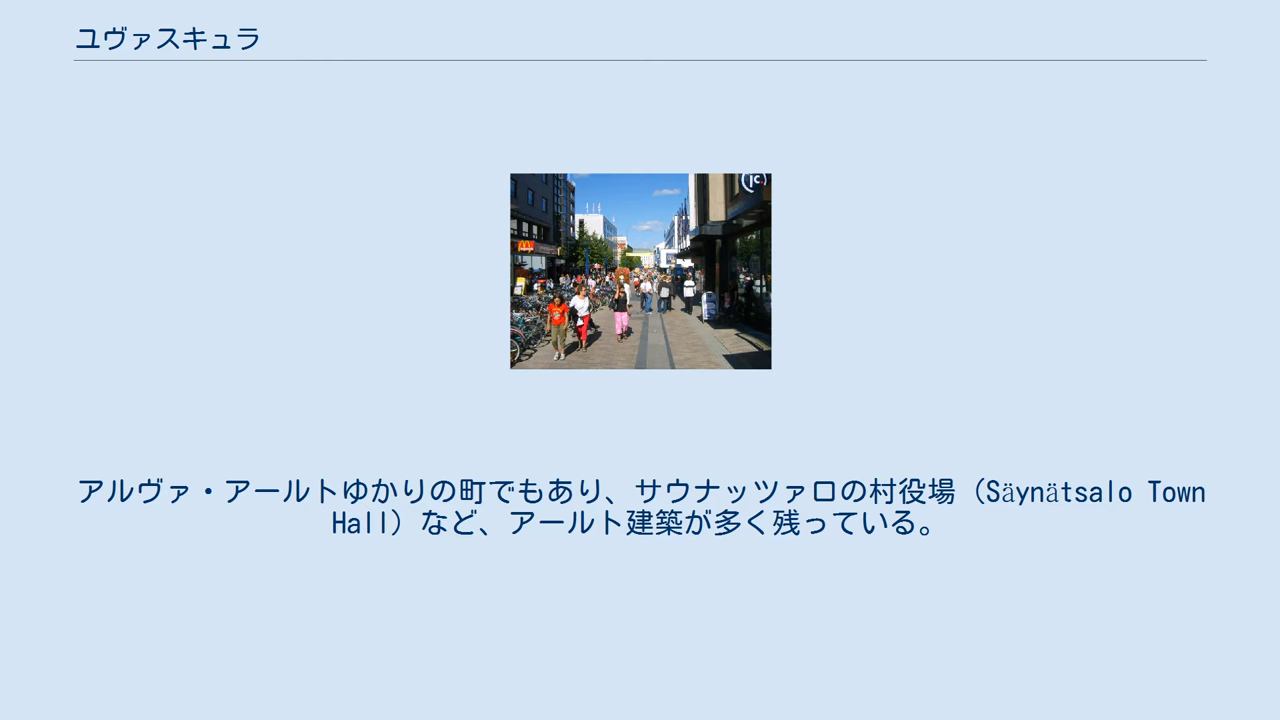 ユヴァスキュラ
アルヴァ・アールトゆかりの町でもあり、サウナッツァロの村役場（Säynätsalo Town
Hall）など、アールト建築が多く残っている。